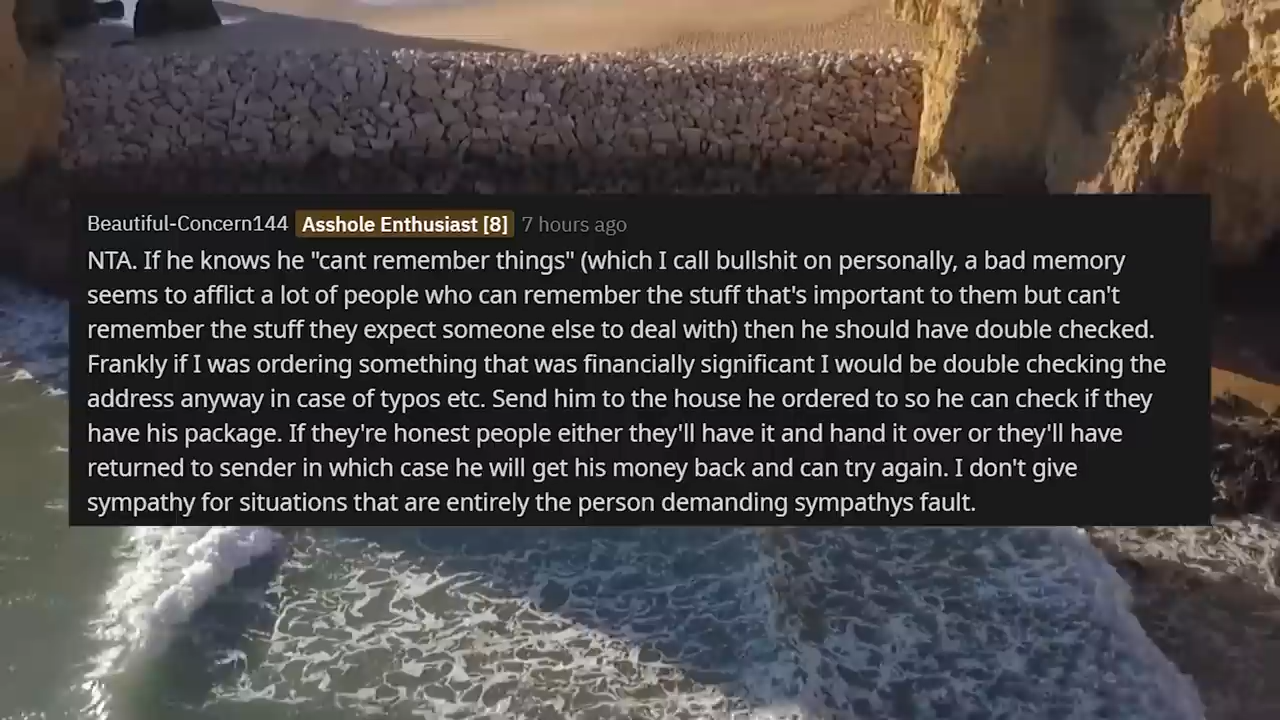 Beautiful-Concern144 Asshole Enthusiast [8] 7 hours ago
NTA. If he knows he "cant remember things" (which I call bullshit on personally, a bad memory
seems to afflict a lot of people who can remember the stuff that's important to them but can't
remember the stuff they expect someone else to deal with) then he should have double checked.
Frankly if I was ordering something that was financially significant I would be double checking the
address anyway in case of typos etc. Send him to the house he ordered to so he can check if they
have his package. If they're honest people either they'll have it and hand it over or they'll have
returned to sender in which case he will get his money back and can try again. I don't give
sympathy for situations that are entirely the person demanding sympathys fault.